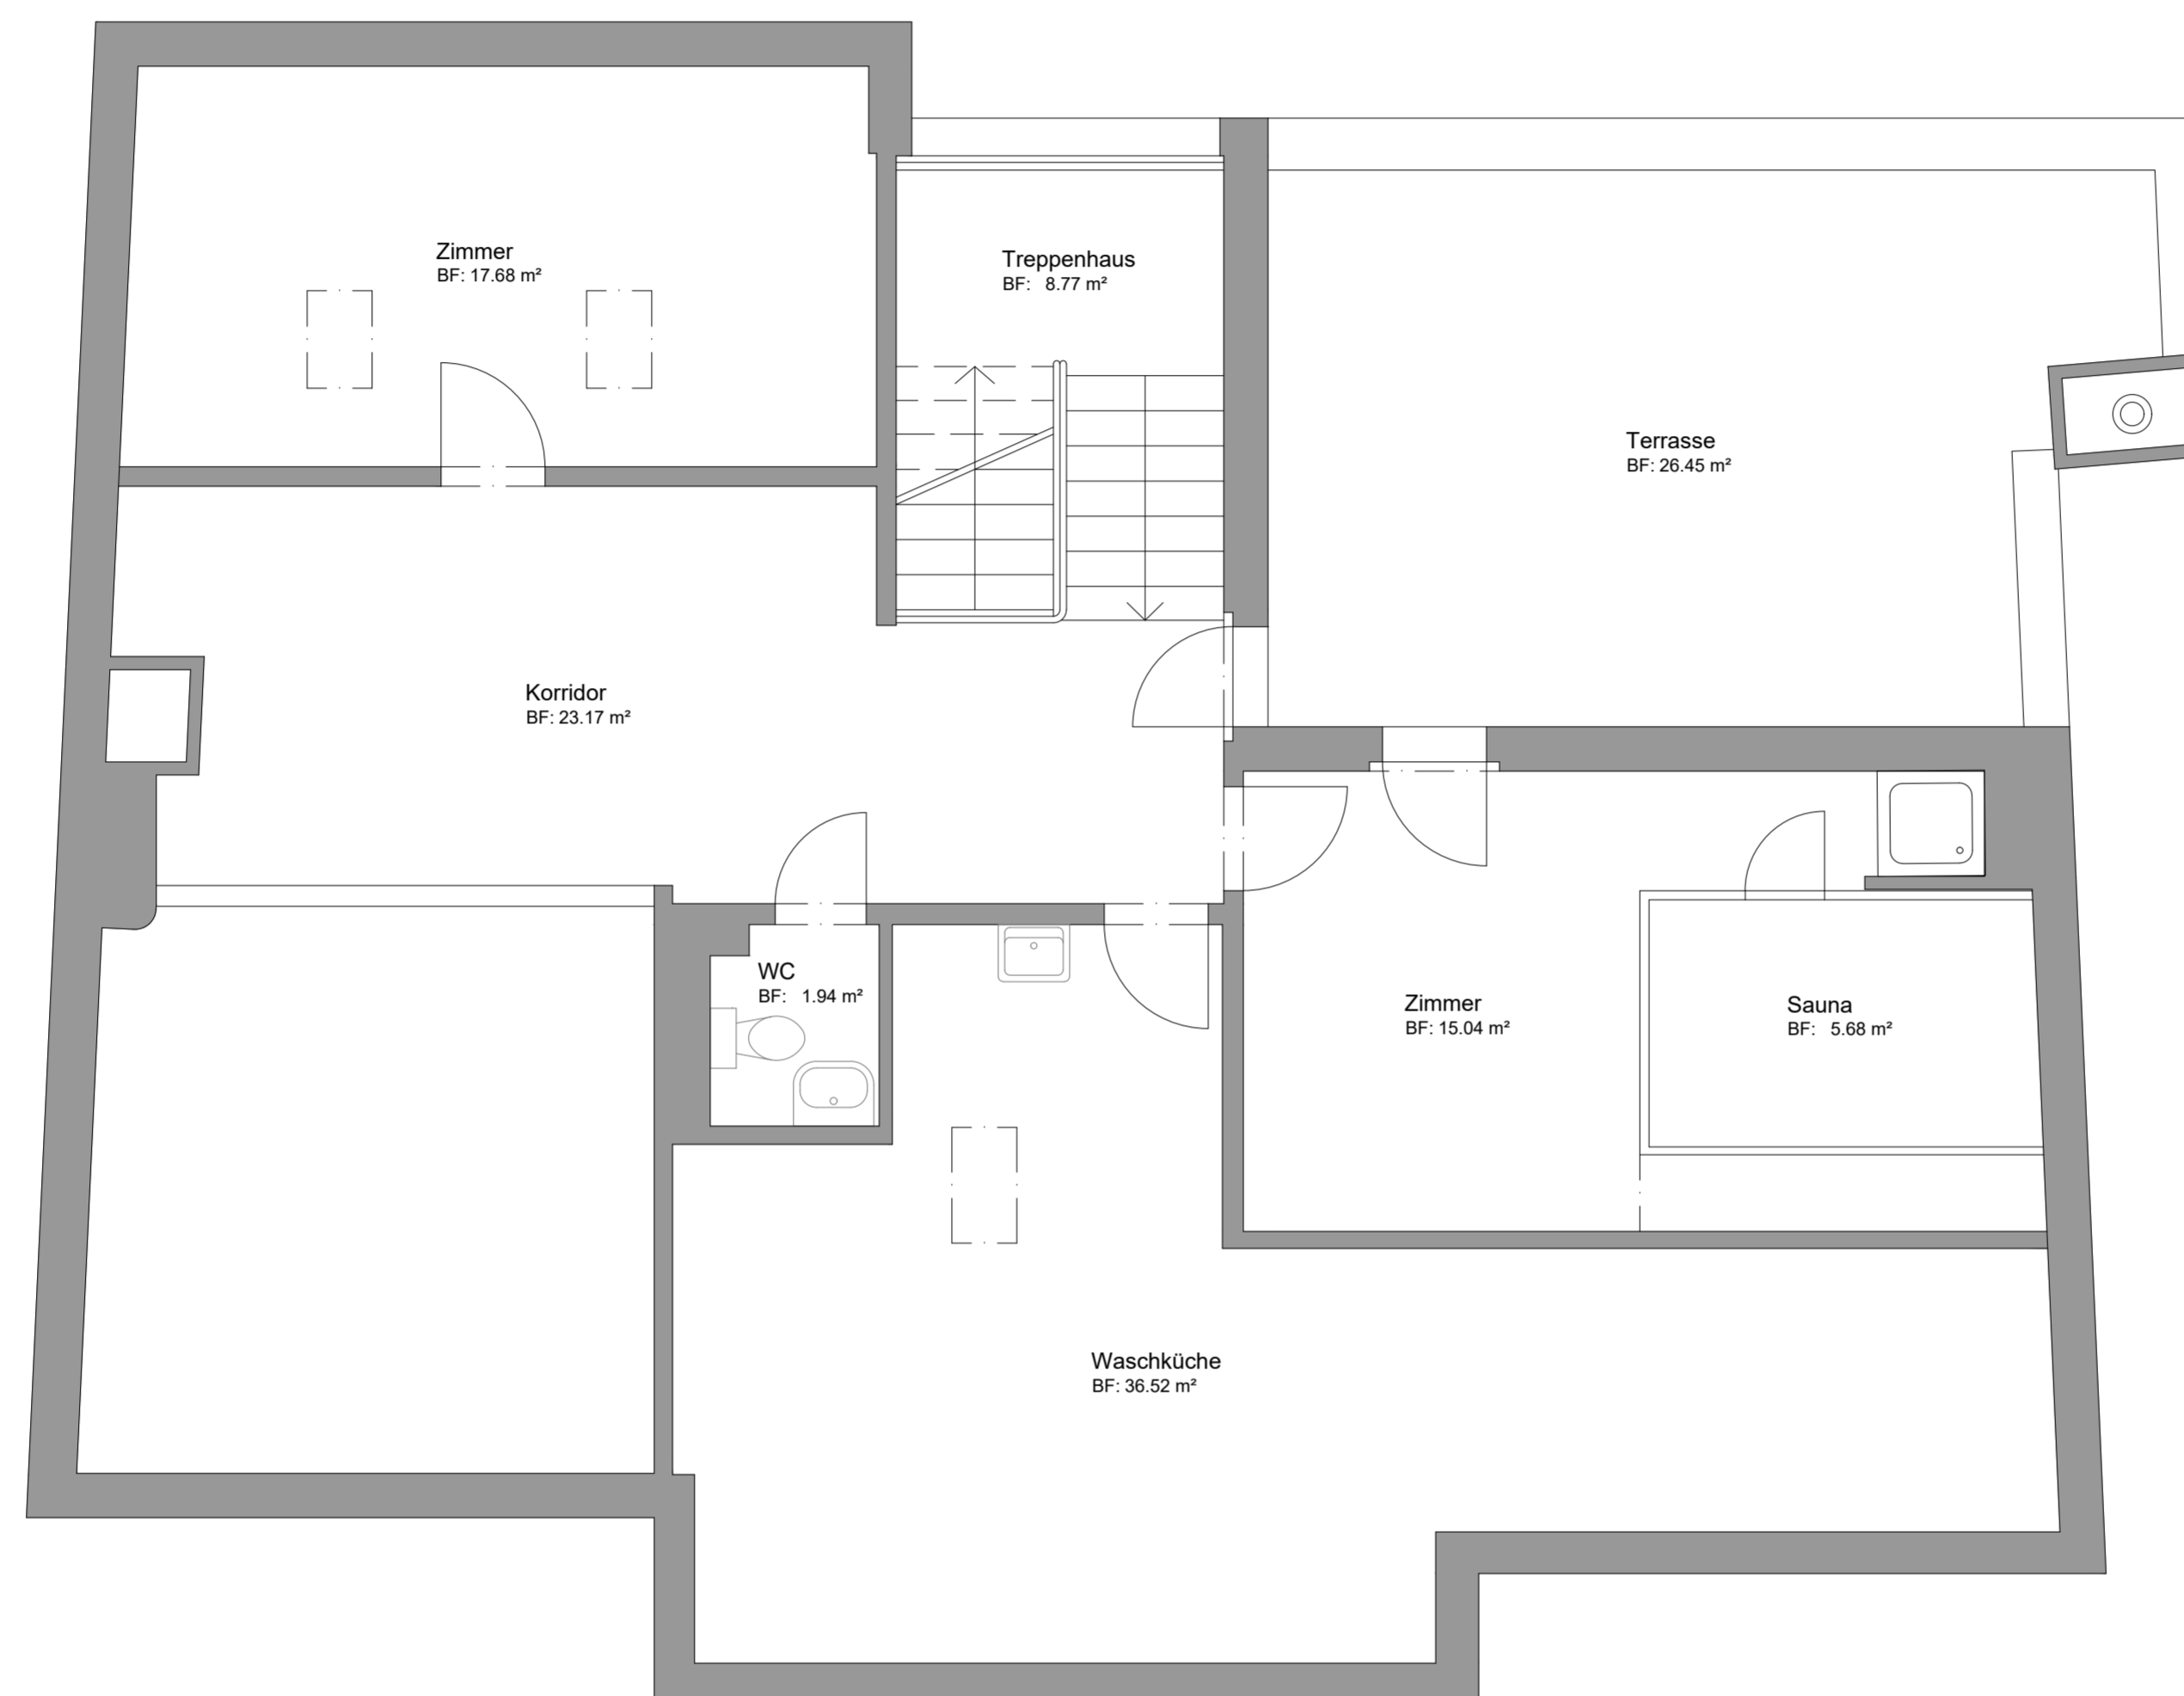 Zimmer
BF: 17.68 m²
Treppenhaus
BF: 8.77 m²
Terrasse
BF: 26.45 m²
Korridor
BF: 23.17 m²
WC
BF: 1.94 m²
Zimmer
BF: 15.04 m²
Sauna
BF: 5.68 m²
Waschküche
BF: 36.52 m²